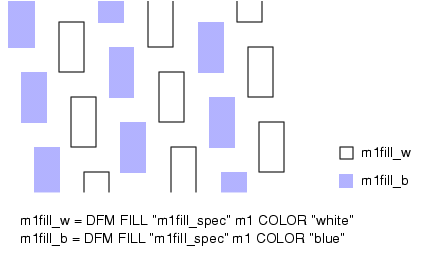 m1fill_w
m1fill_b
m1fill_w = DFM FILL "m1fill_spec" m1 COLOR "white"
m1fill_b = DFM FILL "m1fill_spec" m1 COLOR "blue"